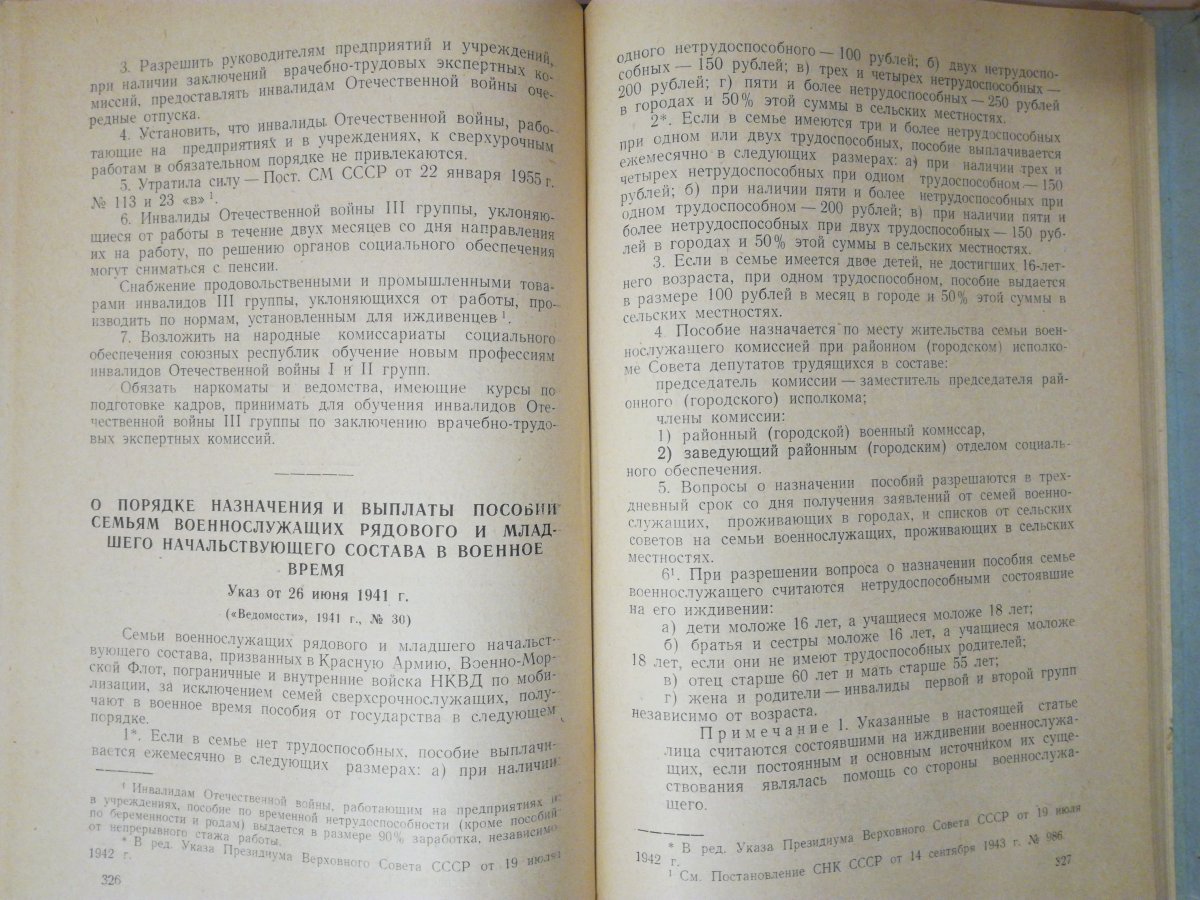 3. Разрешить руководителям предприятий и учреждений,
при наличии заключений врачебно-трудовых экспертных ко-
миссий, предоставлять инвалидам Отечественной войны оче-
редные отпуска.
4. Установить, что инвалиды Отечественной войны, рабо-
тающие на предприятиях и в учреждениях, к сверхурочным
работам в обязательном порядке не привлекаются.
5. Утратила силу — Пост. СМ СССР от 22 января 1955 г.
№ 113 и 23 «в» ¹.
6. Инвалиды Отечественной войны III группы, уклоняю-
щиеся от работы в течение двух месяцев со дня направления
их на работу, по решению органов социального обеспечения
могут сниматься с пенсии.
Снабжение продовольственными и промышленными това-
рами инвалидов III группы, уклоняющихся от работы, про-
изводить по нормам, установленным для иждивенцев ¹.
7. Возложить на народные комиссариаты социального
обеспечения союзных республик обучение новым профессиям
инвалидов Отечественной войны I и II групп.
Обязать наркоматы и ведомства, имеющие курсы по
подготовке кадров, принимать для обучения инвалидов Оте-
чественной войны III группы по заключению врачебно-трудо-
вых экспертных комиссий.
О ПОРЯДКЕ НАЗНАЧЕНИЯ И ВЫПЛАТЫ ПОСОБИЙ
СЕМЬЯМ ВОЕННОСЛУЖАЩИХ РЯДОВОГО И МЛАД-
ШЕГО НАЧАЛЬСТВУЮЩЕГО СОСТАВА В ВОЕННОЕ
ВРЕМЯ
Указ от 26 июня 1941 г.
(«Ведомости», 1941 г., № 30)
Семьи военнослужащих рядового и младшего начальст-
вующего состава, призванных в Красную Армию, Военно-Мор-
ской Флот, пограничные и внутренние войска НКВД по моби-
лизации, за исключением семей сверхсрочнослужащих, полу-
чают в военное время пособия от государства в следующем
порядке.
1*. Если в семье нет трудоспособных, пособие выплачи-
вается ежемесячно в следующих размерах: а) при наличии
¹ Инвалидам Отечественной войны, работающим на предприятиях и
в учреждениях, пособие по временной нетрудоспособности (кроме пособий
по беременности и родам) выдается в размере 90% заработка, независимо
от непрерывного стажа работы.
* В ред. Указа Президиума Верховного Совета СССР от 19 июля
1942 г.
326
одного нетрудоспособного — 100 рублей; б) двух нетрудоспо-
собных — 150 рублей; в) трех и четырех нетрудоспособных —
200 рублей; г) пяти и более нетрудоспособных — 250 рублей
в городах и 50% этой суммы в сельских местностях.
2*. Если в семье имеются три и более нетрудоспособных
при одном или двух трудоспособных, пособие выплачивается
ежемесячно в следующих размерах: а) при наличии трех и
четырех нетрудоспособных при одном трудоспособном — 150
рублей; б) при наличии пяти и более нетрудоспособных при
одном трудоспособном — 200 рублей; в) при наличии пяти и
более нетрудоспособных при двух трудоспособных — 150 руб-
лей в городах и 50% этой суммы в сельских местностях.
3. Если в семье имеется двое детей, не достигших 16-лет-
него возраста, при одном трудоспособном, пособие выдается
в размере 100 рублей в месяц в городе и 50% этой суммы в
сельских местностях.
4. Пособие назначается по месту жительства семьи воен-
нослужащего комиссией при районном (городском) исполко-
ме Совета депутатов трудящихся в составе:
председатель комиссии — заместитель председателя рай-
онного (городского) исполкома;
члены комиссии:
1) районный (городской) военный комиссар,
2) заведующий районным (городским) отделом социаль-
ного обеспечения.
5. Вопросы о назначении пособий разрешаются в трех-
дневный срок со дня получения заявлений от семей военно-
служащих, проживающих в городах, и списков от сельских
советов на семьи военнослужащих, проживающих в сельских
местностях.
6¹. При разрешении вопроса о назначении пособия семье
военнослужащего считаются нетрудоспособными состоявшие
на его иждивении:
а) дети моложе 16 лет, а учащиеся моложе 18 лет;
б) братья и сестры моложе 16 лет, а учащиеся моложе
18 лет, если они не имеют трудоспособных родителей;
в) отец старше 60 лет и мать старше 55 лет;
г) жена и родители — инвалиды первой и второй групп
независимо от возраста.
Примечание 1. Указанные в настоящей статье
лица считаются состоявшими на иждивении военнослужа-
щих, если постоянным и основным источником их суще-
ствования являлась помощь со стороны военнослужа-
щего.
* В ред. Указа Президиума Верховного Совета СССР от 19 июля
1942 г.
¹ См. Постановление СНК СССР от 14 сентября 1943 г. № 986.
327